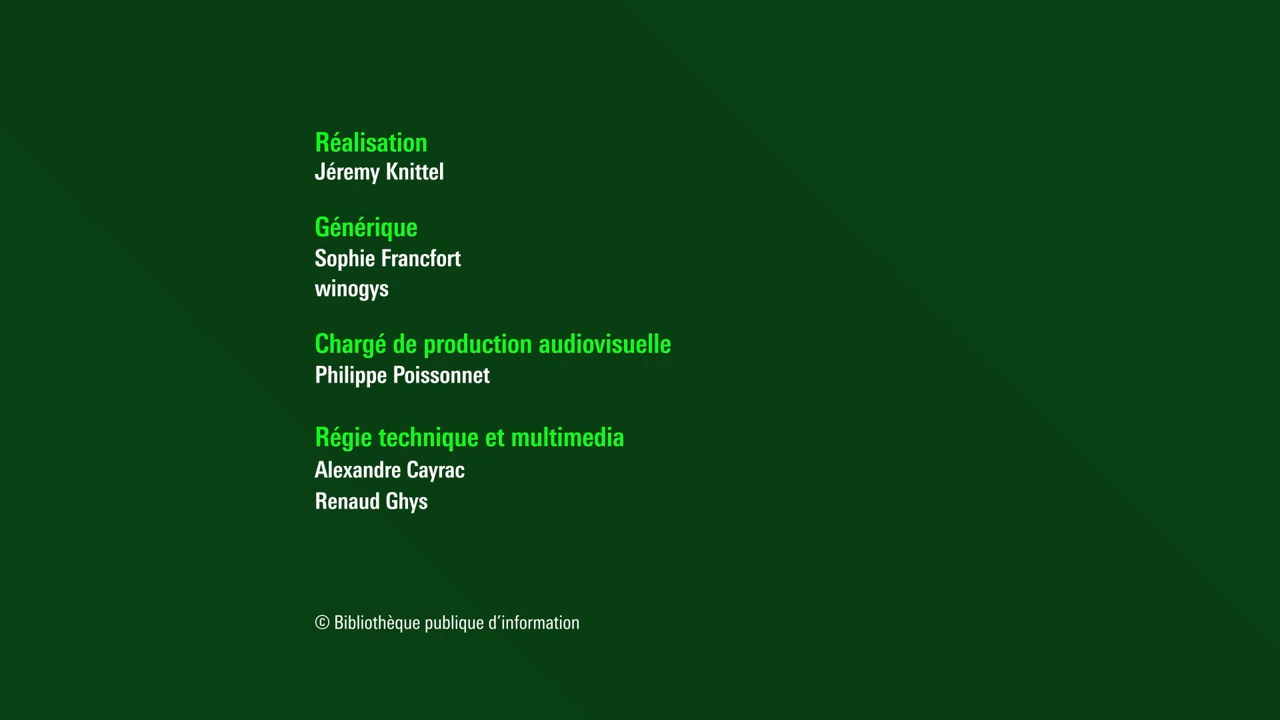 Réalisation
Jéremy Knittel
Générique
Sophie Francfort
winogys
Chargé de production audiovisuelle
Philippe Poissonnet
Régie technique et multimedia
Alexandre Cayrac
Renaud Ghys
© Bibliothèque publique d’information